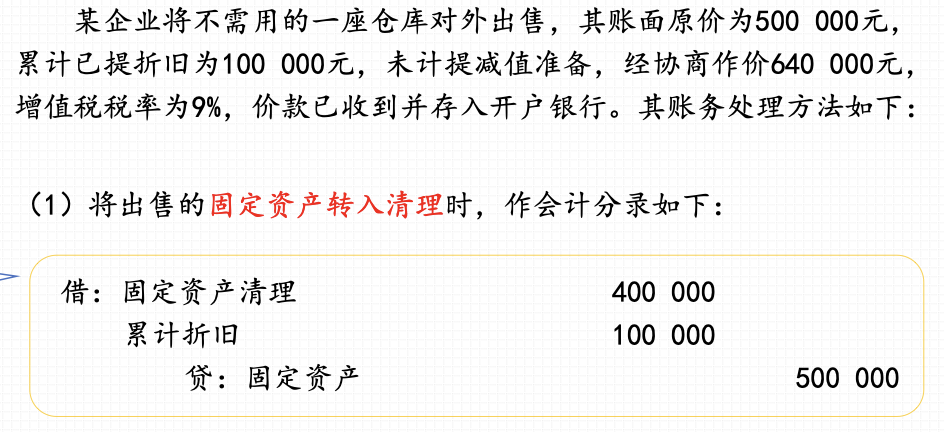 某企业将不需用的一座仓库对外出售，其账面原价为500 000元，
累计已提折旧为100 000元，未计提减值准备，经协商作价640 000元，
增值税税率为9%，价款已收到并存入开户银行。其账务处理方法如下：
（1）将出售的固定资产转入清理时，作会计分录如下：
借：固定资产清理 400 000
累计折旧 100 000
贷：固定资产 500 000